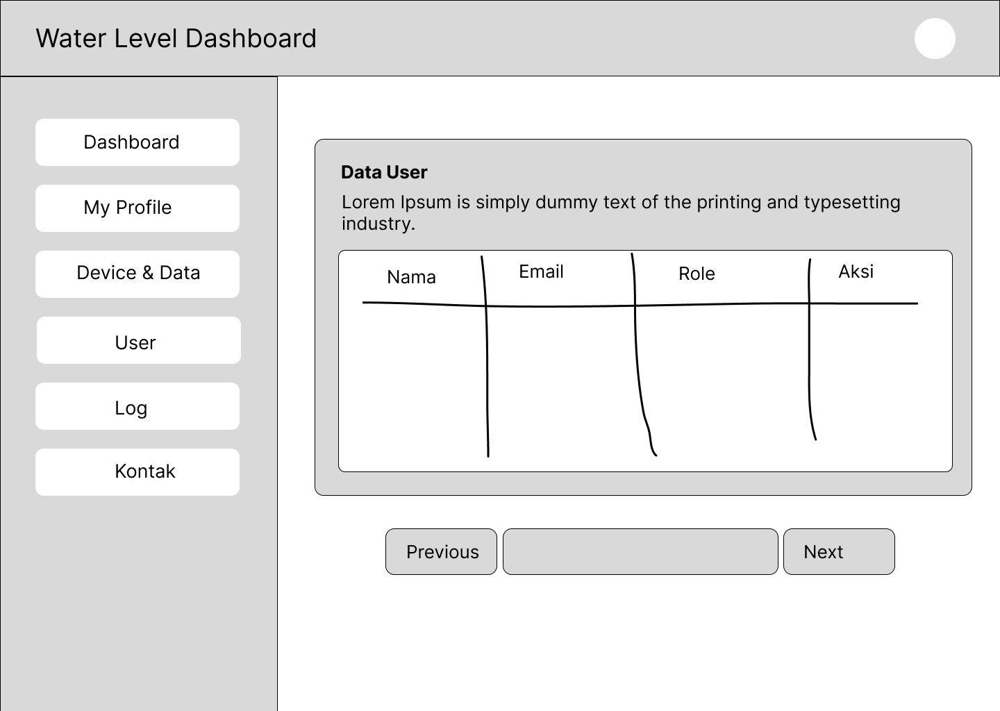 Water Level Dashboard
Dashboard
My Profile
Device & Data
User
Log
Kontak
Data User
Lorem Ipsum is simply dummy text of the printing and typesetting
industry.
Nama Email Role Aksi
Previous Next